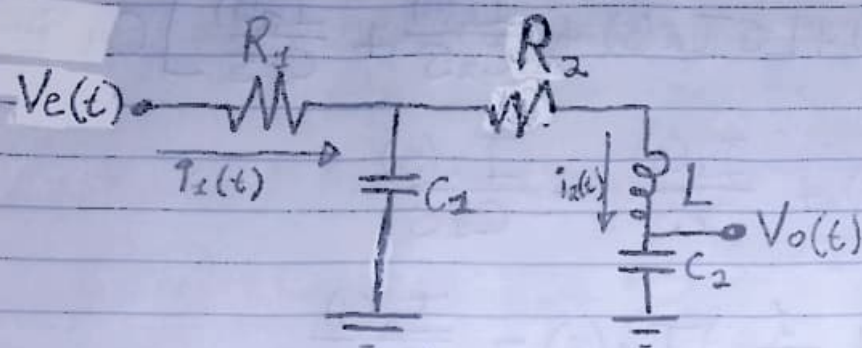 R₁
R₂
Ve(t)
i₁(t)
C₁
i₂(t)
L
Vo(t)
C₂